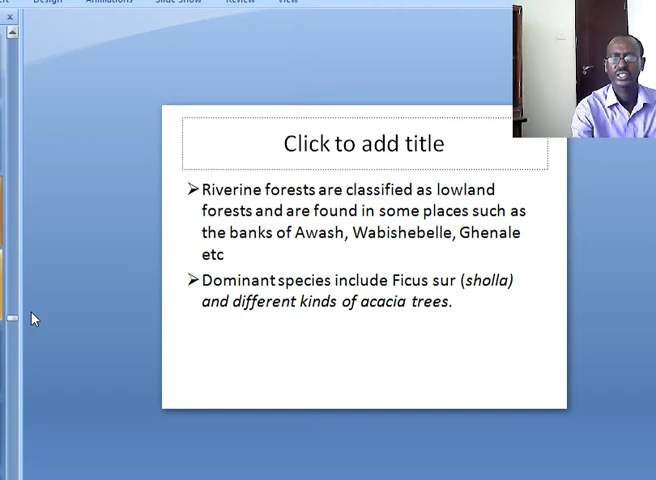 Design Animations Slide Show Review View
Click to add title
➢Riverine forests are classified as lowland
forests and are found in some places such as
the banks of Awash, Wabishebelle, Ghenale
etc
➢Dominant species include Ficus sur (sholla)
and different kinds of acacia trees.